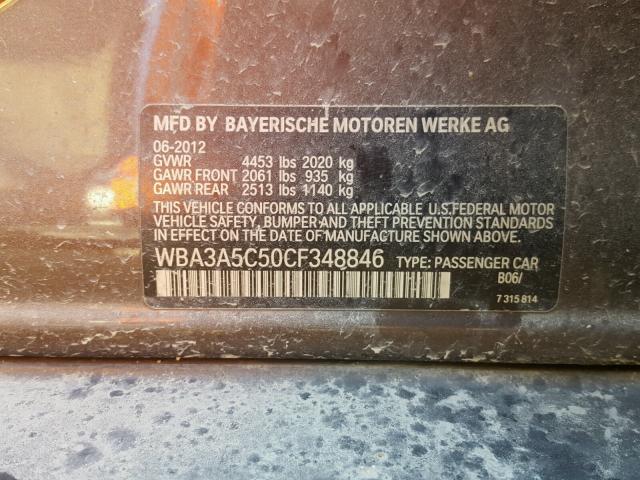 MFD BY BAYERISCHE MOTOREN WERKE AG
06-2012
GVWR 4453 lbs 2020 kg
GAWR FRONT 2061 lbs 935 kg
GAWR REAR 2513 lbs 1140 kg
THIS VEHICLE CONFORMS TO ALL APPLICABLE U.S.FEDERAL MOTOR
VEHICLE SAFETY, BUMPER AND THEFT PREVENTION STANDARDS
IN EFFECT ON THE DATE OF MANUFACTURE SHOWN ABOVE.
WBA3A5C50CF348846 TYPE: PASSENGER CAR
B06/
7 315 814